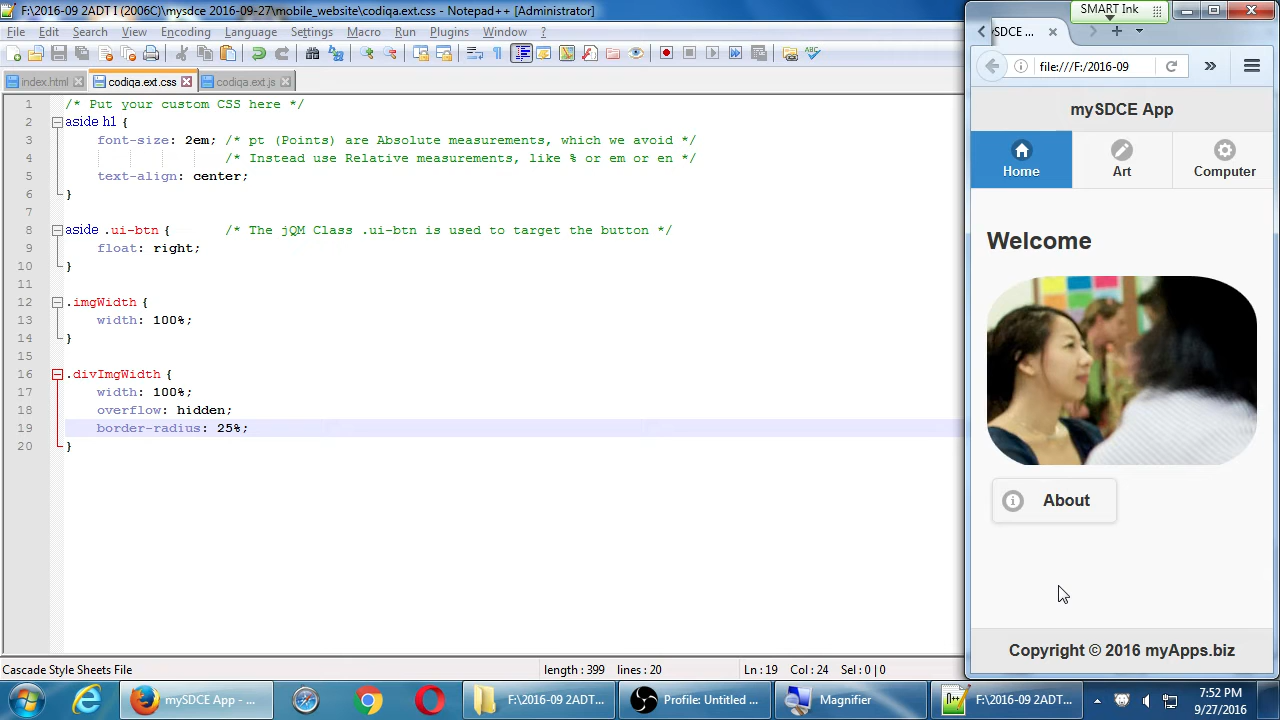 F:\2016-09 2ADT I (2006C)\mysdce 2016-09-27\mobile_website\codiqa.ext.css - Notepad++ [Administrator]
File Edit Search View Encoding Language Settings Macro Run Plugins Window ?
index.html codiqa.ext.css codiqa.ext.js
1 /* Put your custom CSS here */
2 aside h1 {
3 font-size: 2em; /* pt (Points) are Absolute measurements, which we avoid */
4 /* Instead use Relative measurements, like % or em or en */
5 text-align: center;
6 }
7
8 aside .ui-btn { /* The jQM Class .ui-btn is used to target the button */
9 float: right;
10 }
11
12 .imgWidth {
13 width: 100%;
14 }
15
16 .divImgWidth {
17 width: 100%;
18 overflow: hidden;
19 border-radius: 25%;
20 }
Cascade Style Sheets File length : 399 lines : 20 Ln : 19 Col : 24 Sel : 0 | 0
SMART Ink
ySDCE ...
file:///F:/2016-09
mySDCE App
Home Art Computer
Welcome
About
Copyright © 2016 myApps.biz
mySDCE App - ... F:\2016-09 2ADT... Profile: Untitled ... Magnifier F:\2016-09 2ADT... 7:52 PM
9/27/2016